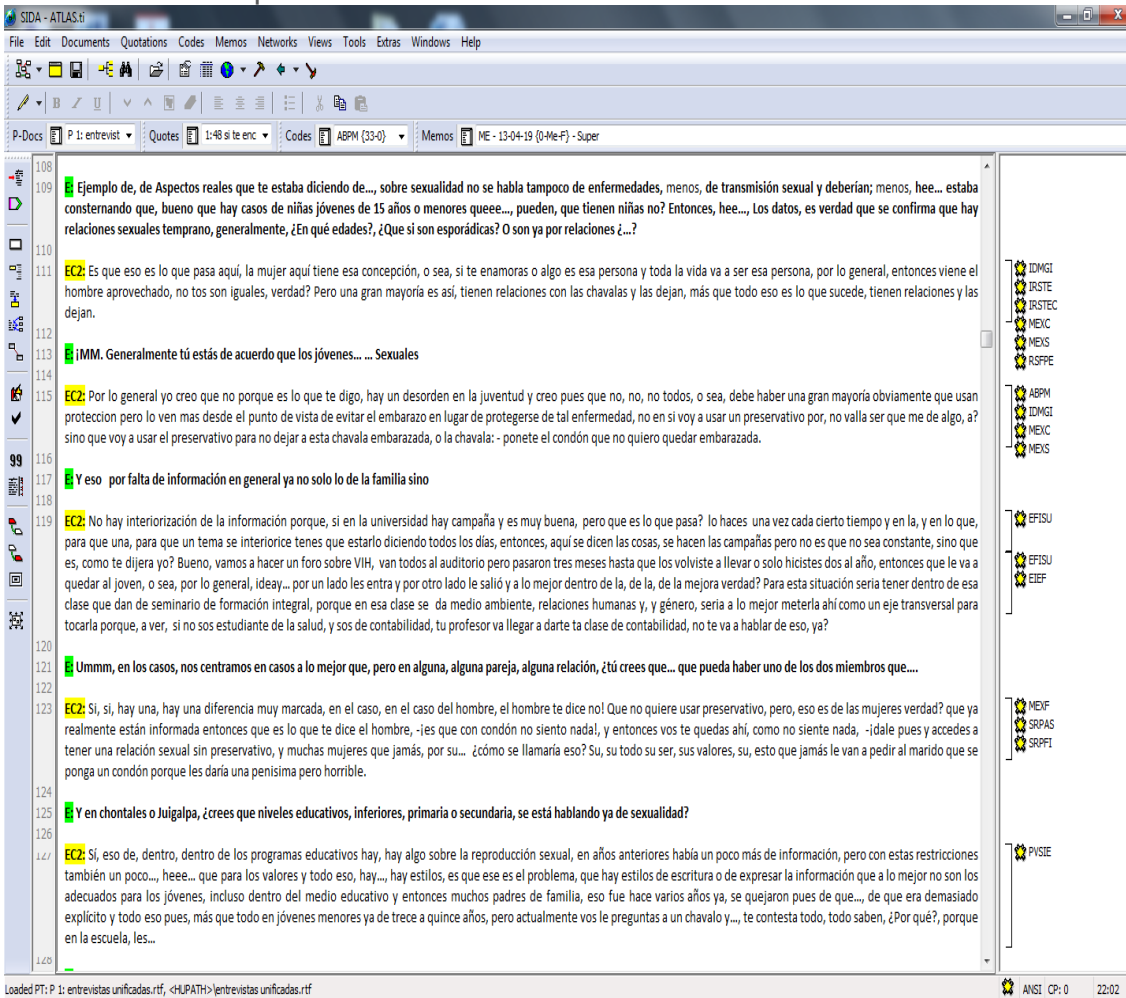 SIDA - ATLAS.ti
File Edit Documents Quotations Codes Memos Networks Views Tools Extras Windows Help
B Z U
P-Docs P 1: entrevist Quotes 1:48 si te enc Codes ABPM {33-0} Memos ME - 13-04-19 {0-Me-F} - Super
108
109 E: Ejemplo de, de Aspectos reales que te estaba diciendo de..., sobre sexualidad no se habla tampoco de enfermedades, menos, de transmisión sexual y deberían; menos, hee... estaba
consternando que, bueno que hay casos de niñas jóvenes de 15 años o menores queee..., pueden, que tienen niñas no? Entonces, hee..., Los datos, es verdad que se confirma que hay
relaciones sexuales temprano, generalmente, ¿En qué edades?, ¿Que si son esporádicas? O son ya por relaciones ¿...?
110
111 EC2: Es que eso es lo que pasa aquí, la mujer aquí tiene esa concepción, o sea, si te enamoras o algo es esa persona y toda la vida va a ser esa persona, por lo general, entonces viene el
hombre aprovechado, no tos son iguales, verdad? Pero una gran mayoría es así, tienen relaciones con las chavalas y las dejan, más que todo eso es lo que sucede, tienen relaciones y las
dejan.
IDMGI
IRSTE
IRSTEC
MEXC
MEXS
RSFPE
112
113 E: ¡MM. Generalmente tú estás de acuerdo que los jóvenes... ... Sexuales
114
115 EC2: Por lo general yo creo que no porque es lo que te digo, hay un desorden en la juventud y creo pues que no, no, no todos, o sea, debe haber una gran mayoría obviamente que usan
proteccion pero lo ven mas desde el punto de vista de evitar el embarazo en lugar de protegerse de tal enfermedad, no en si voy a usar un preservativo por, no valla ser que me de algo, a?
sino que voy a usar el preservativo para no dejar a esta chavala embarazada, o la chavala: - ponete el condón que no quiero quedar embarazada.
ABPM
IDMGI
MEXC
MEXS
116
117 E: Y eso por falta de información en general ya no solo lo de la familia sino
118
119 EC2: No hay interiorización de la información porque, si en la universidad hay campaña y es muy buena, pero que es lo que pasa? lo haces una vez cada cierto tiempo y en la, y en lo que,
para que una, para que un tema se interiorice tenes que estarlo diciendo todos los días, entonces, aquí se dicen las cosas, se hacen las campañas pero no es que no sea constante, sino que
es, como te dijera yo? Bueno, vamos a hacer un foro sobre VIH, van todos al auditorio pero pasaron tres meses hasta que los volviste a llevar o solo hicistes dos al año, entonces que le va a
quedar al joven, o sea, por lo general, ideay... por un lado les entra y por otro lado le salió y a lo mejor dentro de la, de la, de la mejora verdad? Para esta situación seria tener dentro de esa
clase que dan de seminario de formación integral, porque en esa clase se da medio ambiente, relaciones humanas y, y género, seria a lo mejor meterla ahí como un eje transversal para
tocarla porque, a ver, si no sos estudiante de la salud, y sos de contabilidad, tu profesor va llegar a darte ta clase de contabilidad, no te va a hablar de eso, ya?
EFISU
EFISU
EIEF
120
121 E: Ummm, en los casos, nos centramos en casos a lo mejor que, pero en alguna, alguna pareja, alguna relación, ¿tú crees que... que pueda haber uno de los dos miembros que....
122
123 EC2: Si, si, hay una, hay una diferencia muy marcada, en el caso, en el caso del hombre, el hombre te dice no! Que no quiere usar preservativo, pero, eso es de las mujeres verdad? que ya
realmente están informada entonces que es lo que te dice el hombre, -¡es que con condón no siento nada!, y entonces vos te quedas ahí, como no siente nada, -¡dale pues y accedes a
tener una relación sexual sin preservativo, y muchas mujeres que jamás, por su... ¿cómo se llamaría eso? Su, su todo su ser, sus valores, su, esto que jamás le van a pedir al marido que se
ponga un condón porque les daría una penisima pero horrible.
MEXF
SRPAS
SRPFI
124
125 E: Y en chontales o Juigalpa, ¿crees que niveles educativos, inferiores, primaria o secundaria, se está hablando ya de sexualidad?
126
127 EC2: Sí, eso de, dentro, dentro de los programas educativos hay, hay algo sobre la reproducción sexual, en años anteriores había un poco más de información, pero con estas restricciones
también un poco..., heee... que para los valores y todo eso, hay..., hay estilos, es que ese es el problema, que hay estilos de escritura o de expresar la información que a lo mejor no son los
adecuados para los jóvenes, incluso dentro del medio educativo y entonces muchos padres de familia, eso fue hace varios años ya, se quejaron pues de que..., de que era demasiado
explícito y todo eso pues, más que todo en jóvenes menores ya de trece a quince años, pero actualmente vos le preguntas a un chavalo y..., te contesta todo, todo saben, ¿Por qué?, porque
en la escuela, les...
PVSIE
128
Loaded PT: P 1: entrevistas unificadas.rtf, <HUPATH>\entrevistas unificadas.rtf ANSI CP: 0 22:02